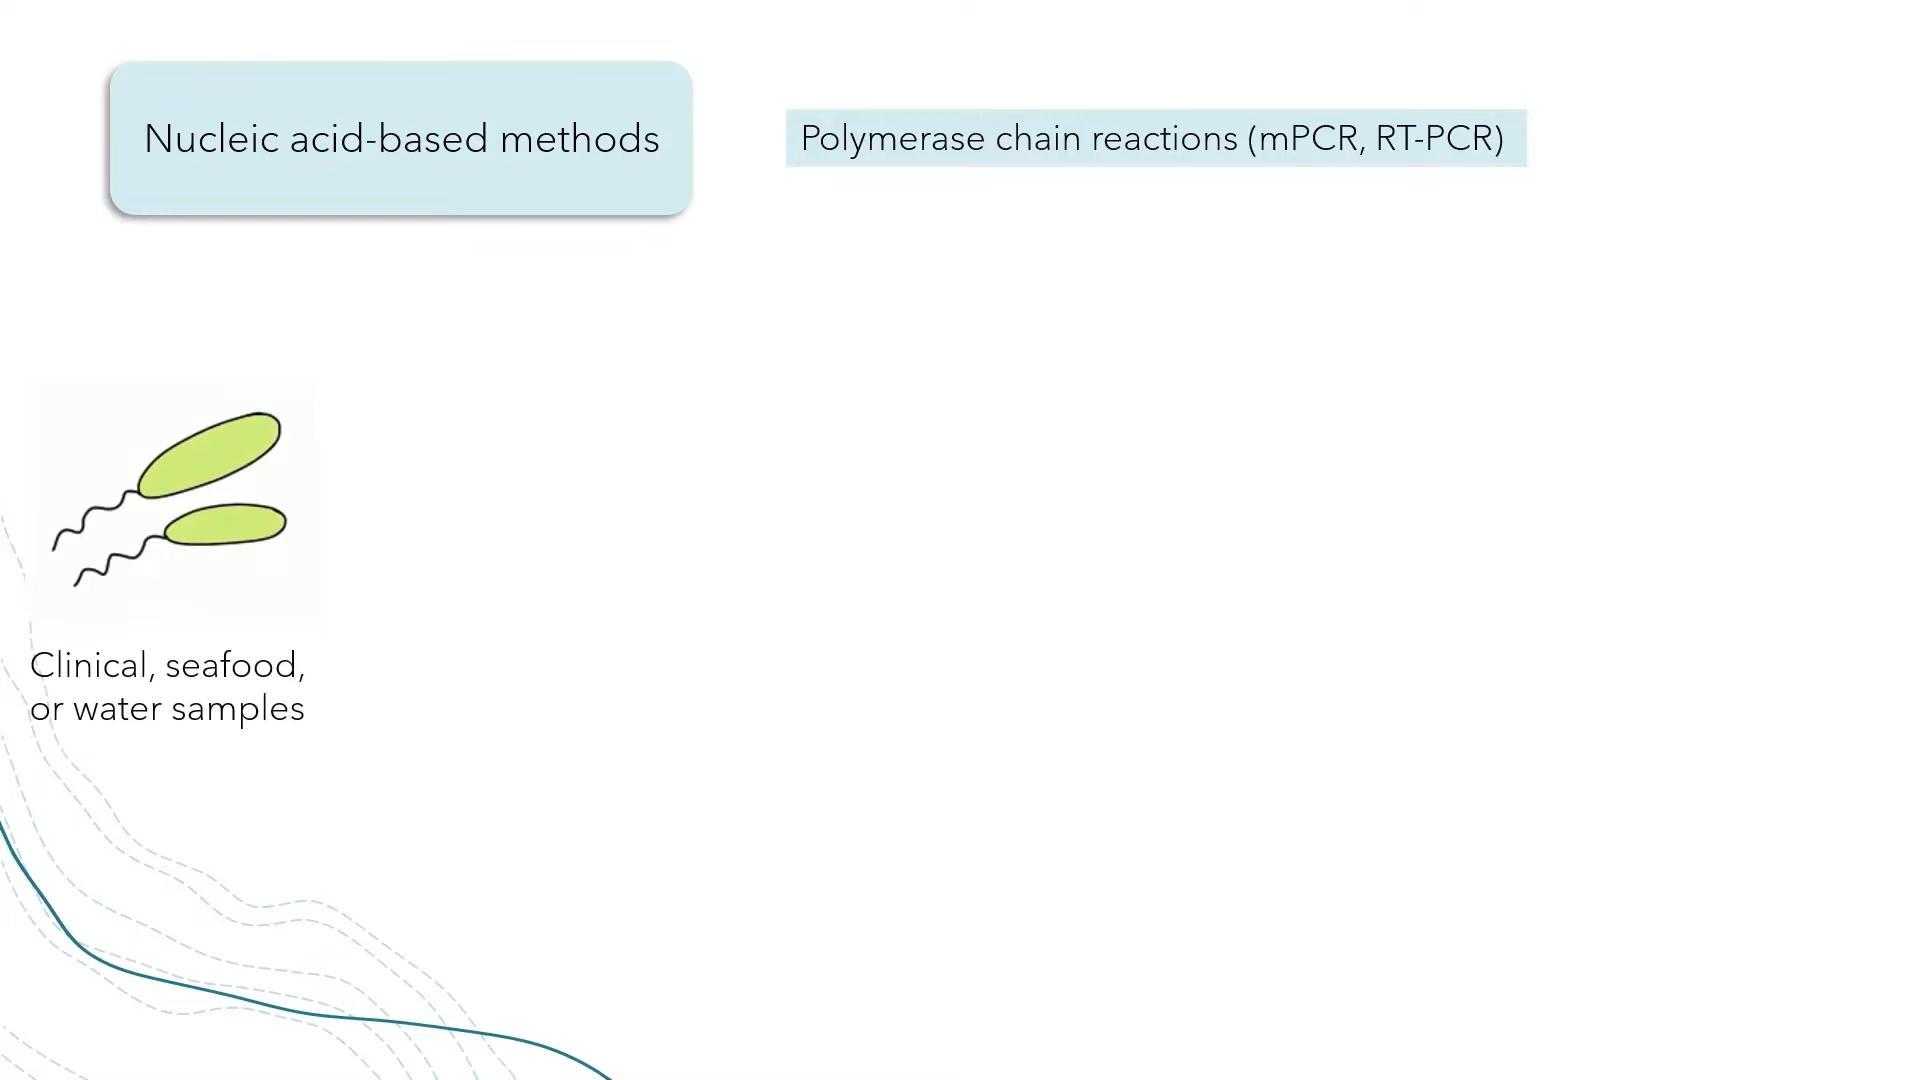 Nucleic acid-based methods
Polymerase chain reactions (mPCR, RT-PCR)
Clinical, seafood,
or water samples